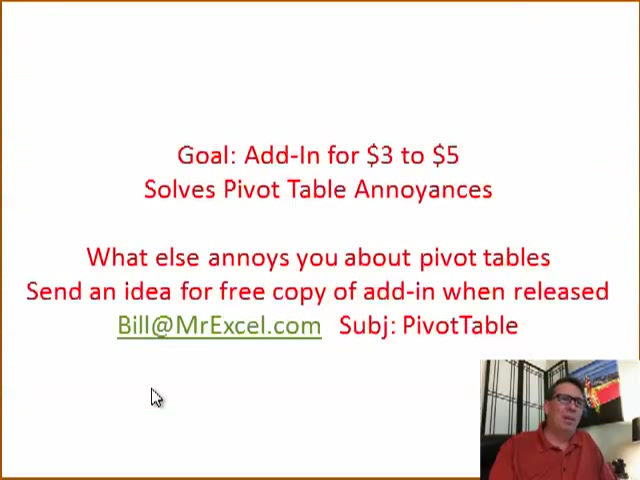 Goal: Add-In for $3 to $5
Solves Pivot Table Annoyances
What else annoys you about pivot tables
Send an idea for free copy of add-in when released
Bill@MrExcel.com Subj: PivotTable